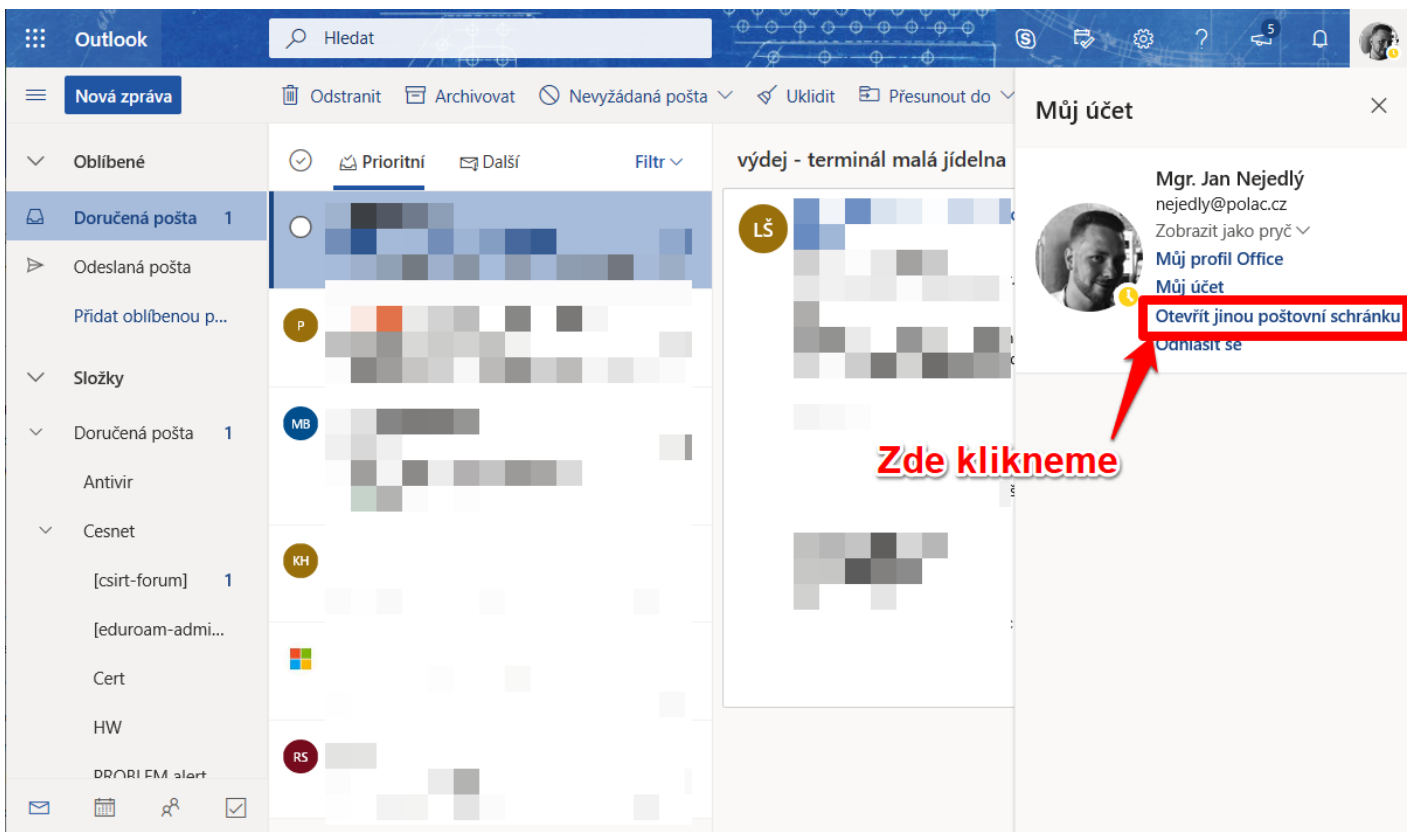 Outlook
Hledat
5
Nová zpráva
Odstranit
Archivovat
Nevyžádaná pošta
Uklidit
Přesunout do
Můj účet
Oblíbené
Prioritní
Další
Filtr
výdej - terminál malá jídelna
Mgr. Jan Nejedlý
nejedly@polac.cz
Zobrazit jako pryč
Můj profil Office
Můj účet
Otevřít jinou poštovní schránku
Odhlásit se
Doručená pošta 1
Odeslaná pošta
Přidat oblíbenou p...
Složky
Doručená pošta 1
Antivir
Cesnet
[csirt-forum] 1
[eduroam-admi...
Cert
HW
PROBLEM alert
P
MB
KH
RS
LŠ
Zde klikneme